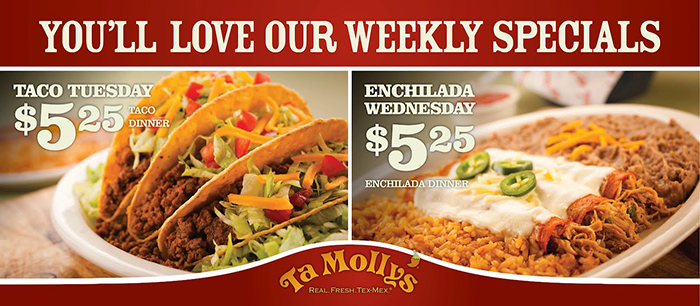 YOU'LL LOVE OUR WEEKLY SPECIALS
TACO TUESDAY
$5.25 TACO
DINNER
ENCHILADA
WEDNESDAY
$5.25
ENCHILADA DINNER
Ta Molly's
REAL. FRESH. TEX-MEX.®